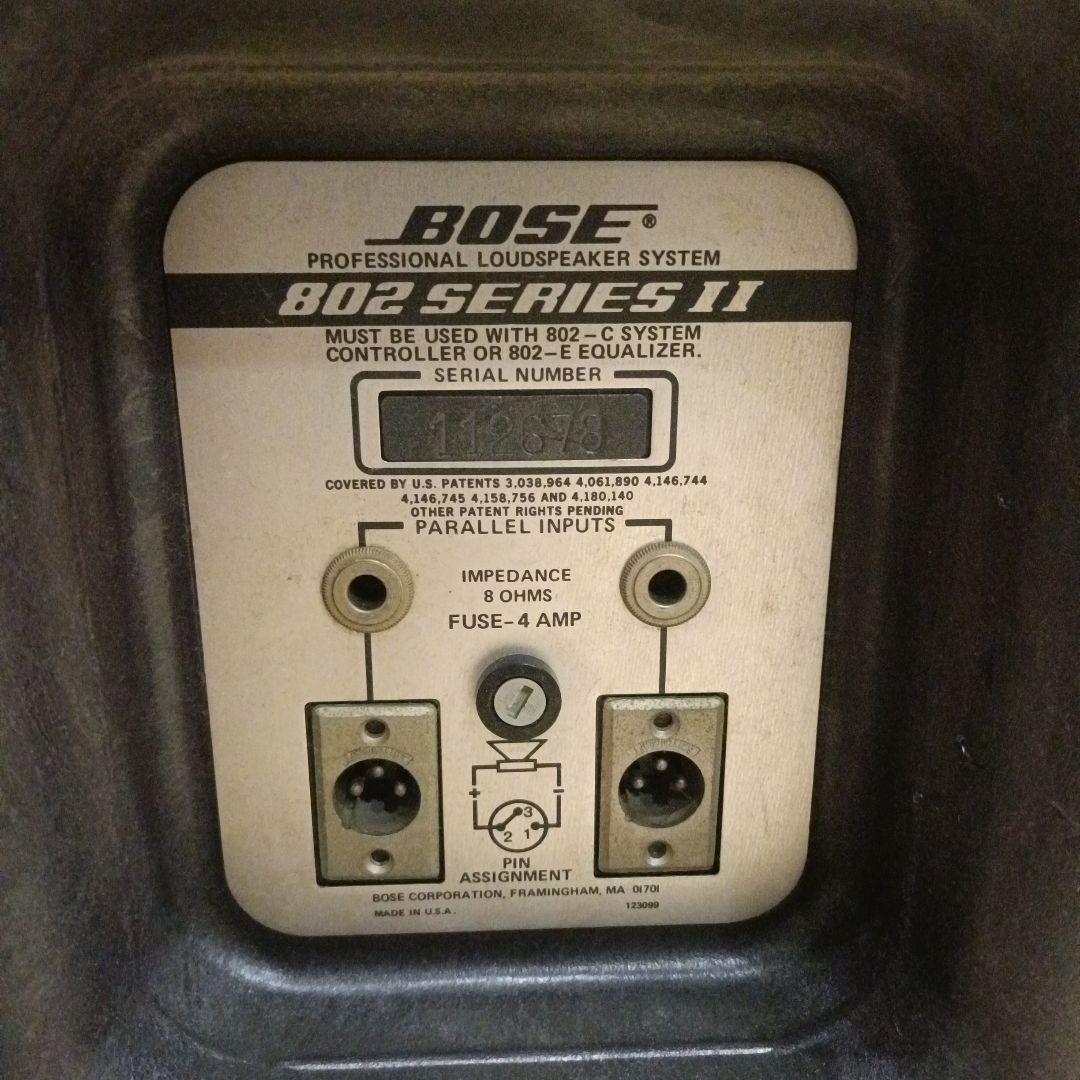 BOSE®
PROFESSIONAL LOUDSPEAKER SYSTEM
802 SERIES II
MUST BE USED WITH 802-C SYSTEM
CONTROLLER OR 802-E EQUALIZER.
SERIAL NUMBER
112678
COVERED BY U.S. PATENTS 3,038,964 4,061,890 4,146,744
4,146,745 4,158,756 AND 4,180,140
OTHER PATENT RIGHTS PENDING
PARALLEL INPUTS
IMPEDANCE
8 OHMS
FUSE-4 AMP
+ -
3
2 1
PIN
ASSIGNMENT
BOSE CORPORATION, FRAMINGHAM, MA 01701
MADE IN U.S.A.
123099